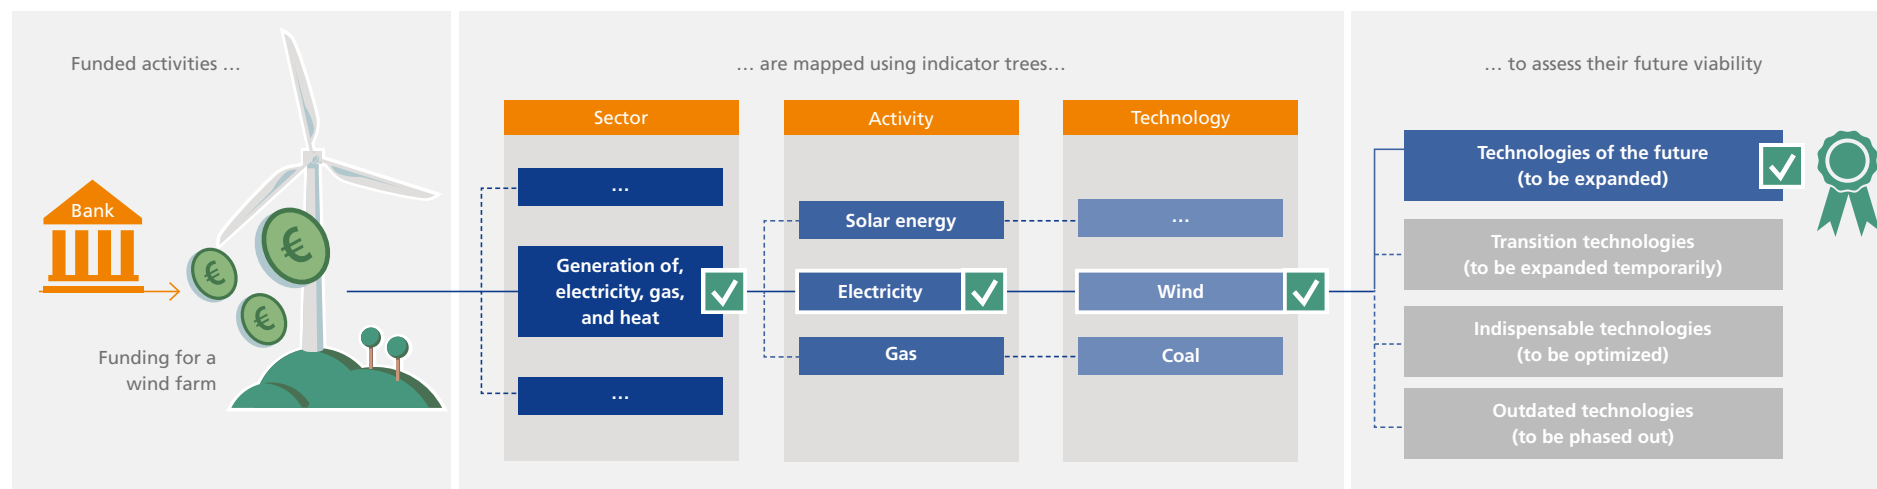 Funded activities …
Bank
€
€
€
Funding for a
wind farm
… are mapped using indicator trees…
Sector
…
Generation of,
electricity, gas,
and heat
…
Activity
Solar energy
Electricity
Gas
Technology
…
Wind
Coal
… to assess their future viability
Technologies of the future
(to be expanded)
Transition technologies
(to be expanded temporarily)
Indispensable technologies
(to be optimized)
Outdated technologies
(to be phased out)